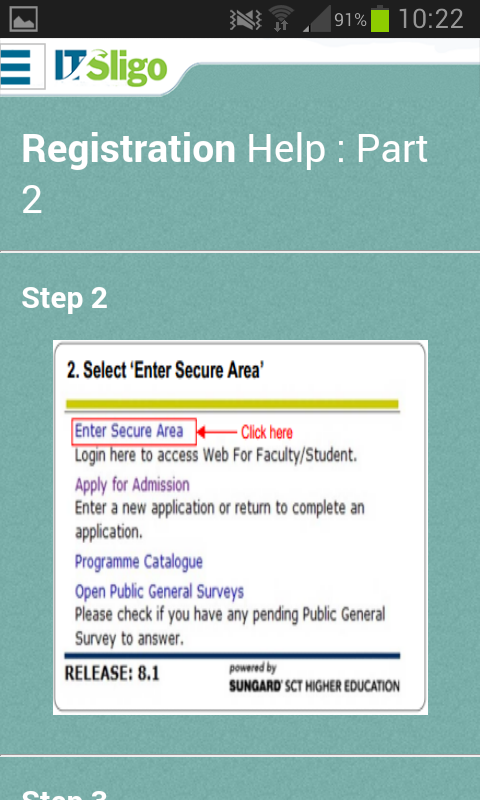 91% 10:22
ITSligo
Registration Help : Part
2
Step 2
2. Select ‘Enter Secure Area’
Enter Secure Area Click here
Login here to access Web For Faculty/Student.
Apply for Admission
Enter a new application or return to complete an
application.
Programme Catalogue
Open Public General Surveys
Please check if you have any pending Public General
Survey to answer.
RELEASE: 8.1
powered by
SUNGARD' SCT HIGHER EDUCATION
Step 3